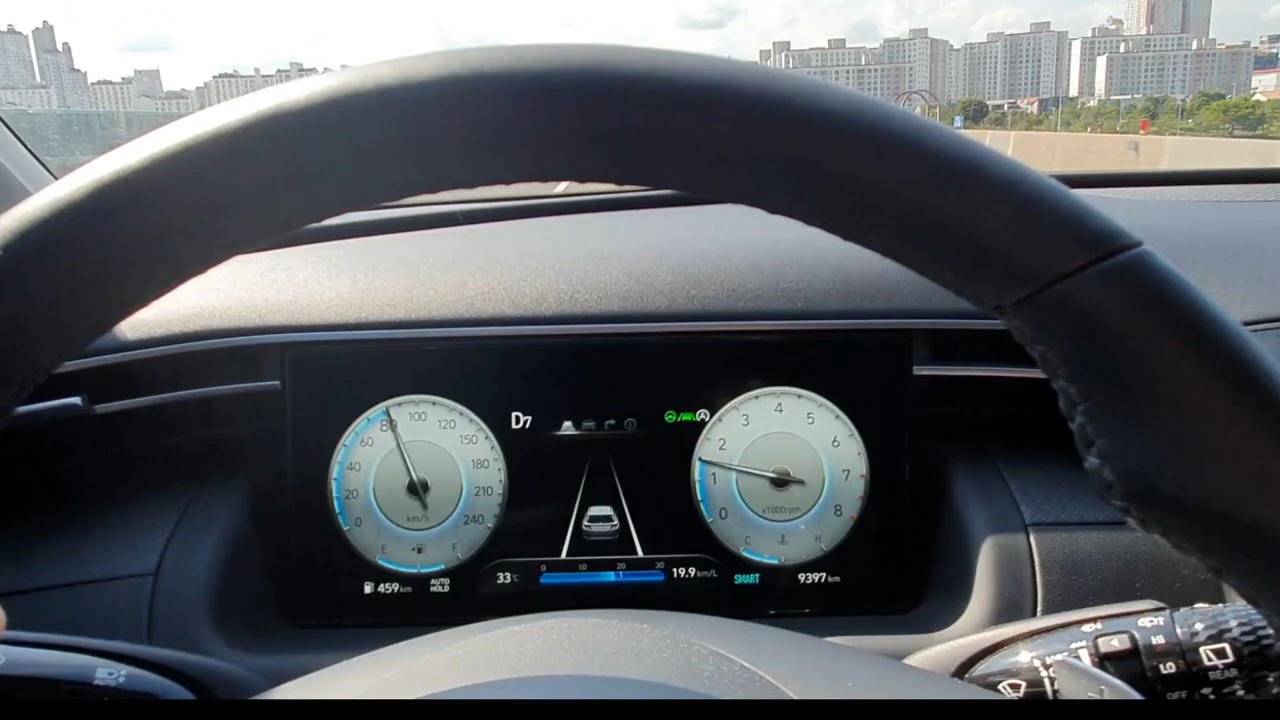 0
20
40
60
80
100
120
150
180
210
240
km/h
E
F
459km
AUTO
HOLD
D7
0 10 20 30
33°C
19.9km/L
0
1
2
3
4
5
6
7
8
x1000rpm
C
H
SMART
9397 km
HI
LO
OFF
REAR